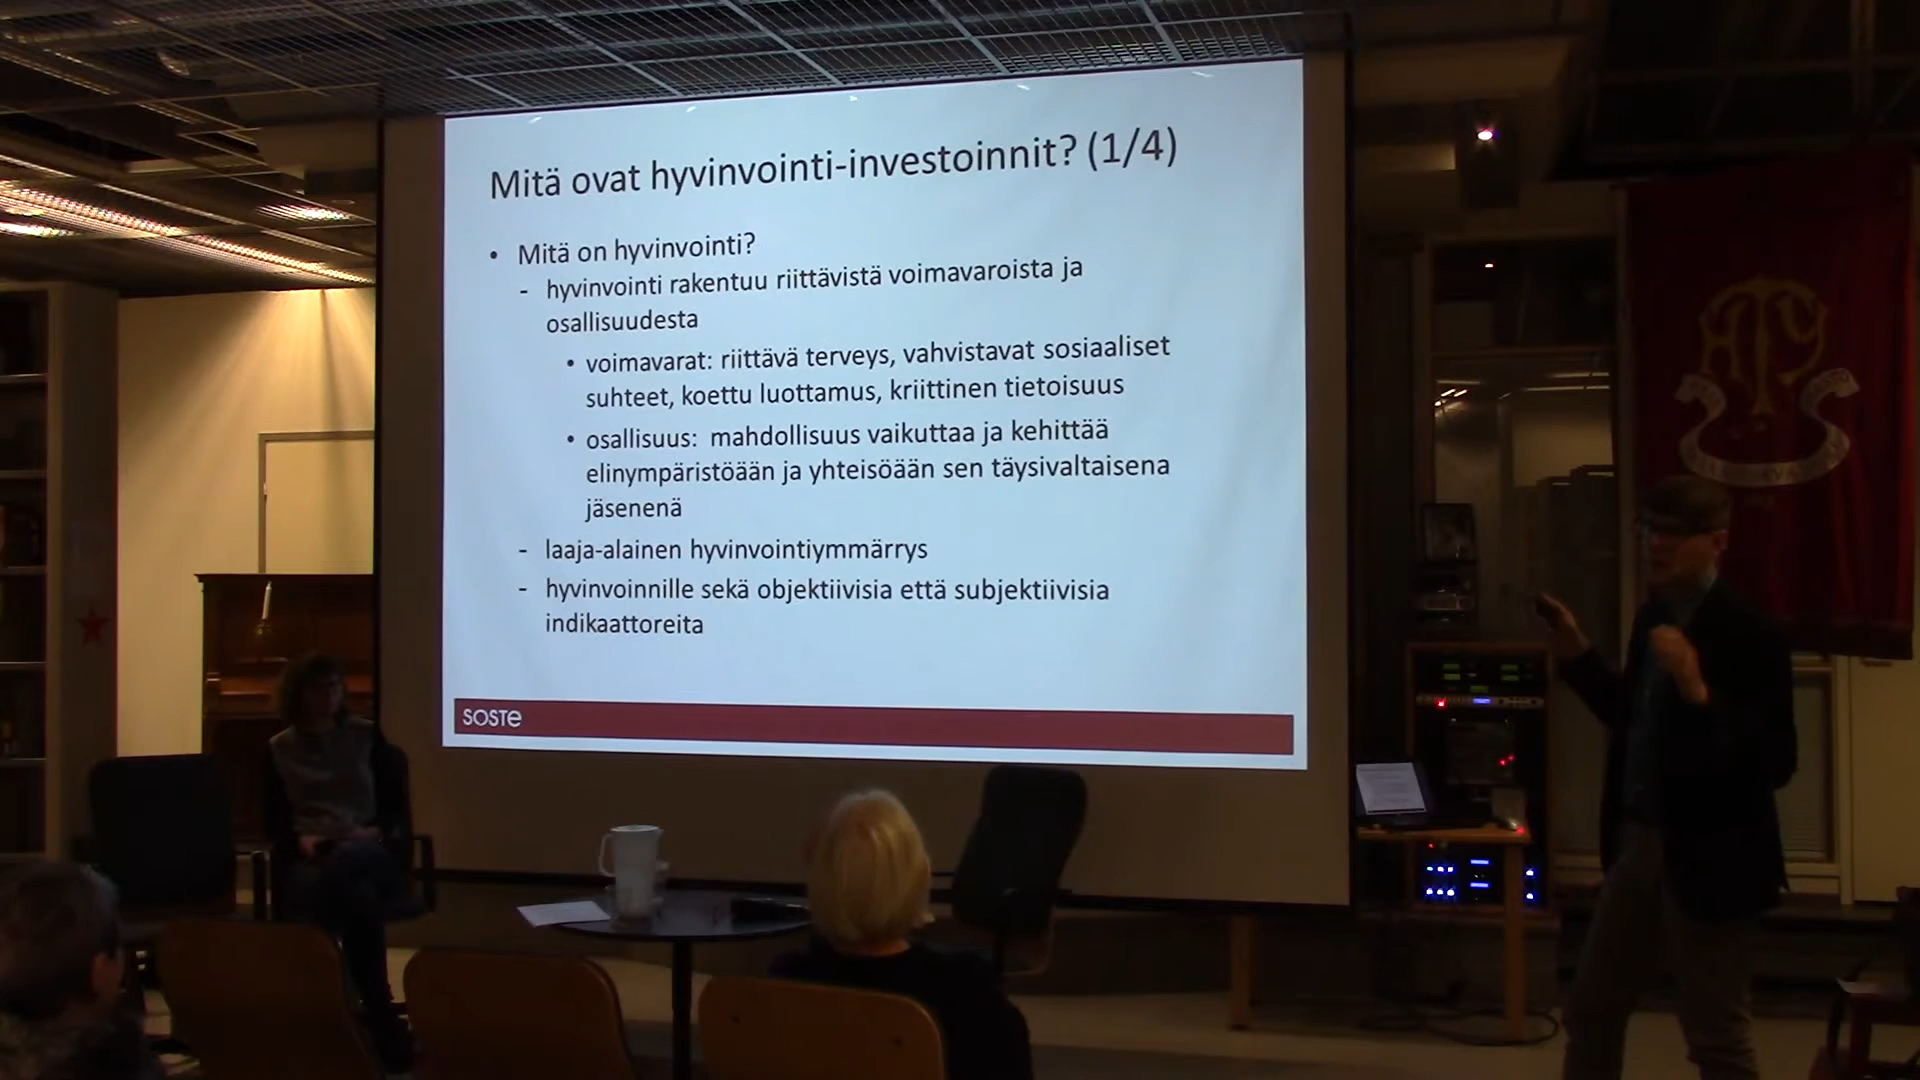 Mitä ovat hyvinvointi-investoinnit? (1/4)
• Mitä on hyvinvointi?
- hyvinvointi rakentuu riittävistä voimavaroista ja
osallisuudesta
• voimavarat: riittävä terveys, vahvistavat sosiaaliset
suhteet, koettu luottamus, kriittinen tietoisuus
• osallisuus: mahdollisuus vaikuttaa ja kehittää
elinympäristöään ja yhteisöään sen täysivaltaisena
jäsenenä
- laaja-alainen hyvinvointiymmärrys
- hyvinvoinnille sekä objektiivisia että subjektiivisia
indikaattoreita
SOSTE